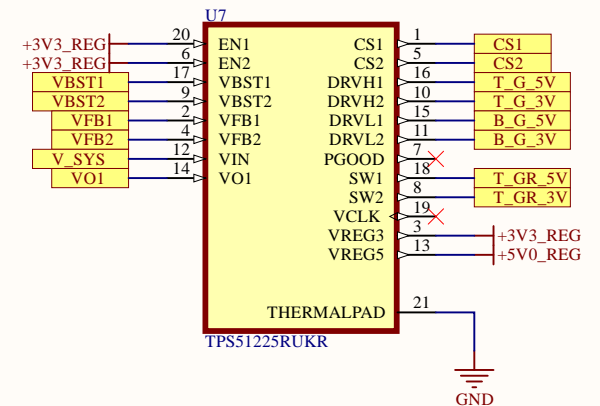 U7
+3V3_REG 20 EN1 CS1 1 CS1
+3V3_REG 6 EN2 CS2 5 CS2
VBST1 17 VBST1 DRVH1 16 T_G_5V
VBST2 9 VBST2 DRVH2 10 T_G_3V
VFB1 2 VFB1 DRVL1 15 B_G_5V
VFB2 4 VFB2 DRVL2 11 B_G_3V
V_SYS 12 VIN PGOOD 7
VO1 14 VO1 SW1 18 T_GR_5V
SW2 8 T_GR_3V
VCLK 19
VREG3 3 +3V3_REG
VREG5 13 +5V0_REG
THERMALPAD 21
TPS51225RUKR
GND